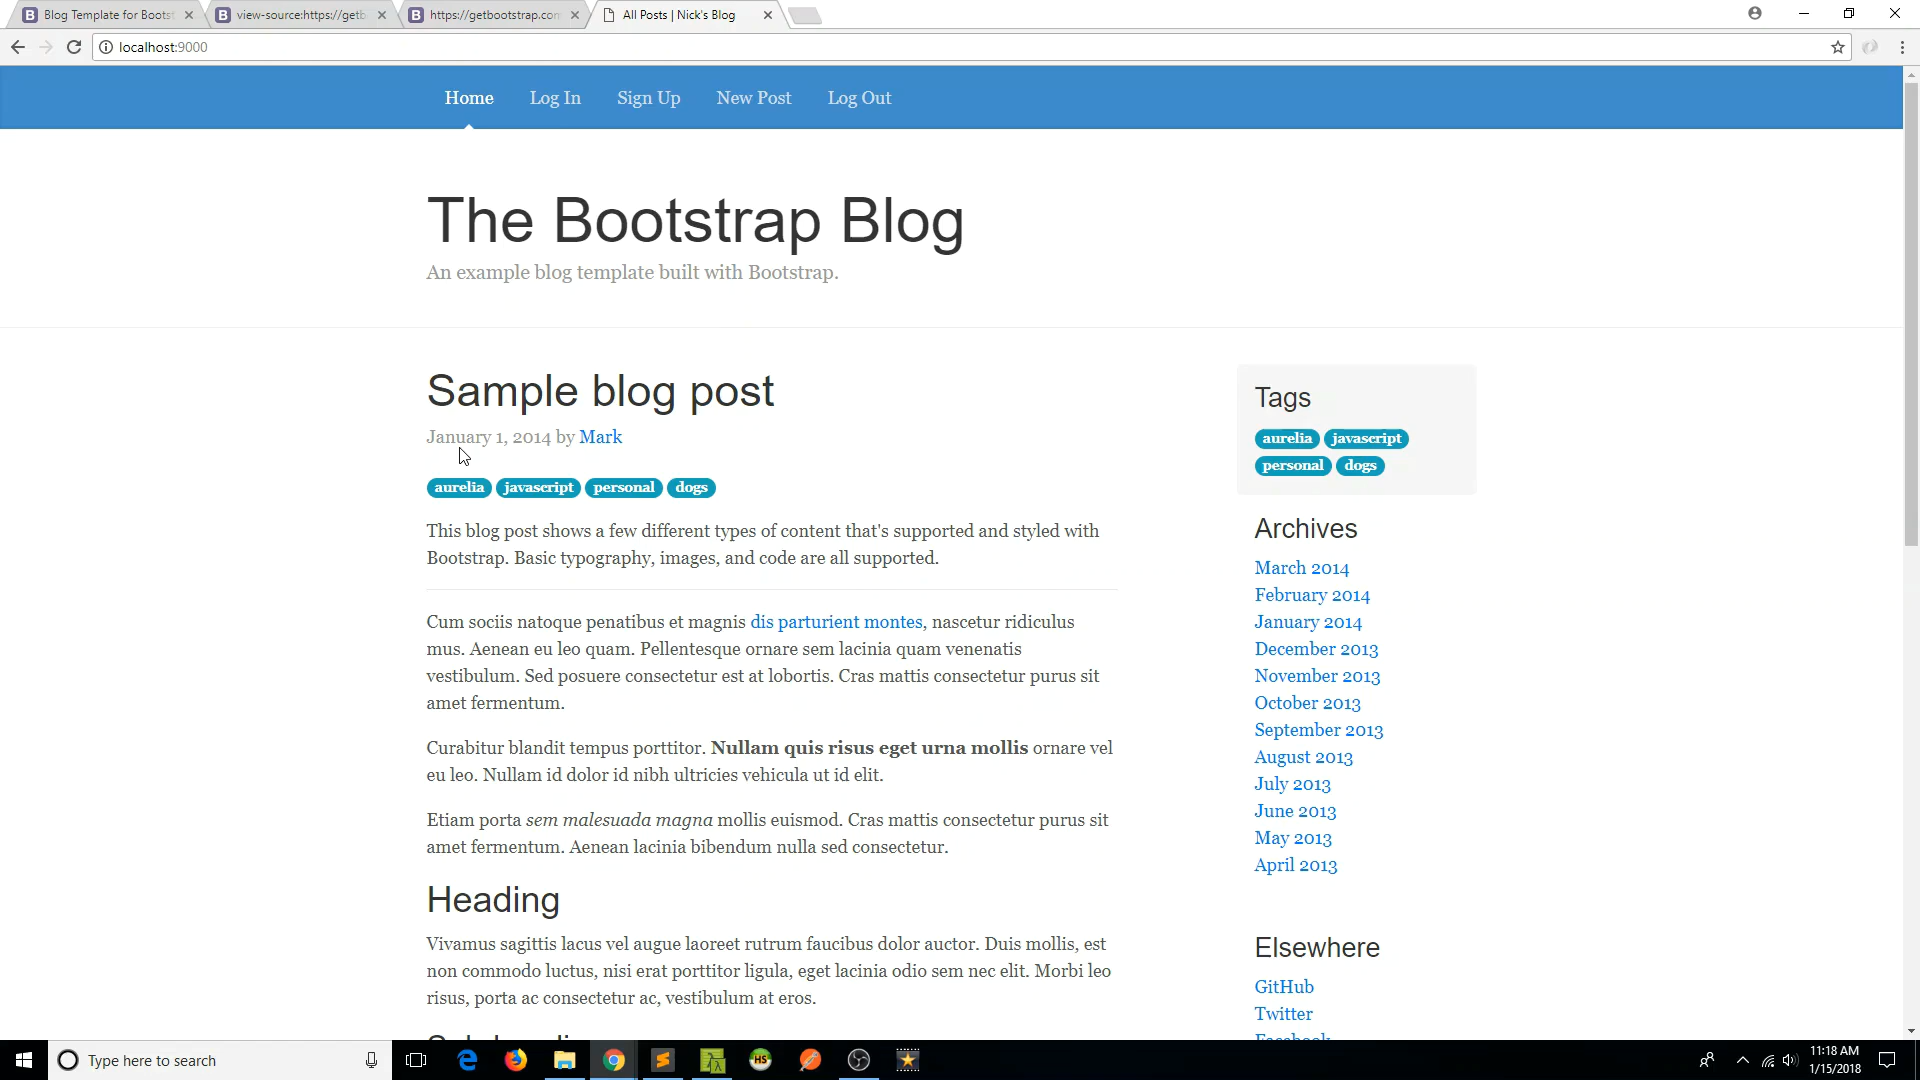 Blog Template for Bootst
view-source:https://getb
https://getbootstrap.com
All Posts | Nick's Blog
localhost:9000
Home
Log In
Sign Up
New Post
Log Out
The Bootstrap Blog
An example blog template built with Bootstrap.
Sample blog post
January 1, 2014 by Mark
aurelia javascript personal dogs
This blog post shows a few different types of content that's supported and styled with
Bootstrap. Basic typography, images, and code are all supported.
Cum sociis natoque penatibus et magnis dis parturient montes, nascetur ridiculus
mus. Aenean eu leo quam. Pellentesque ornare sem lacinia quam venenatis
vestibulum. Sed posuere consectetur est at lobortis. Cras mattis consectetur purus sit
amet fermentum.
Curabitur blandit tempus porttitor. Nullam quis risus eget urna mollis ornare vel
eu leo. Nullam id dolor id nibh ultricies vehicula ut id elit.
Etiam porta sem malesuada magna mollis euismod. Cras mattis consectetur purus sit
amet fermentum. Aenean lacinia bibendum nulla sed consectetur.
Heading
Vivamus sagittis lacus vel augue laoreet rutrum faucibus dolor auctor. Duis mollis, est
non commodo luctus, nisi erat porttitor ligula, eget lacinia odio sem nec elit. Morbi leo
risus, porta ac consectetur ac, vestibulum at eros.
Tags
aurelia javascript
personal dogs
Archives
March 2014
February 2014
January 2014
December 2013
November 2013
October 2013
September 2013
August 2013
July 2013
June 2013
May 2013
April 2013
Elsewhere
GitHub
Twitter
Facebook
Type here to search
HS
11:18 AM
1/15/2018